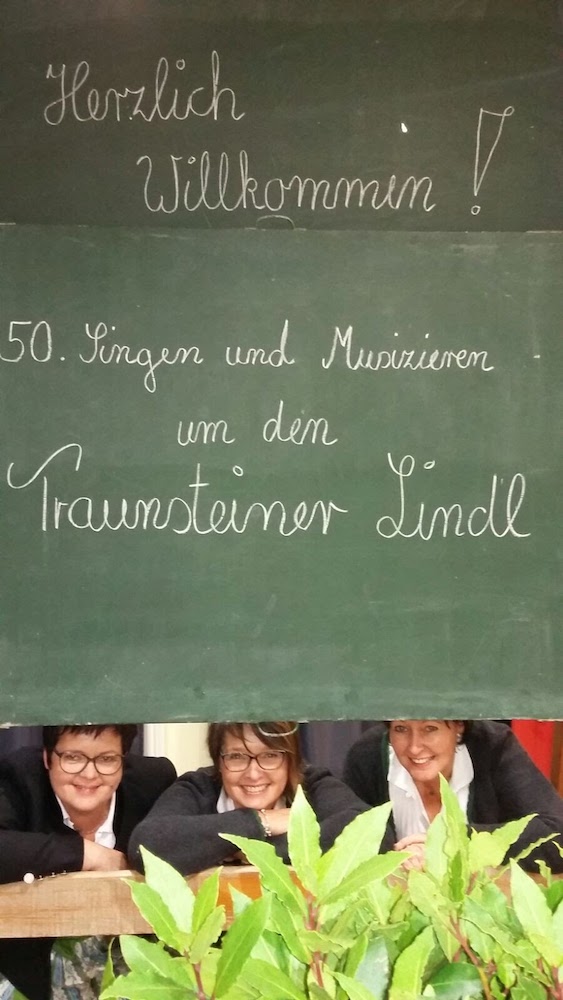 Herzlich
Willkommen!
50. Singen und Musizieren
um den
Traunsteiner Lindl